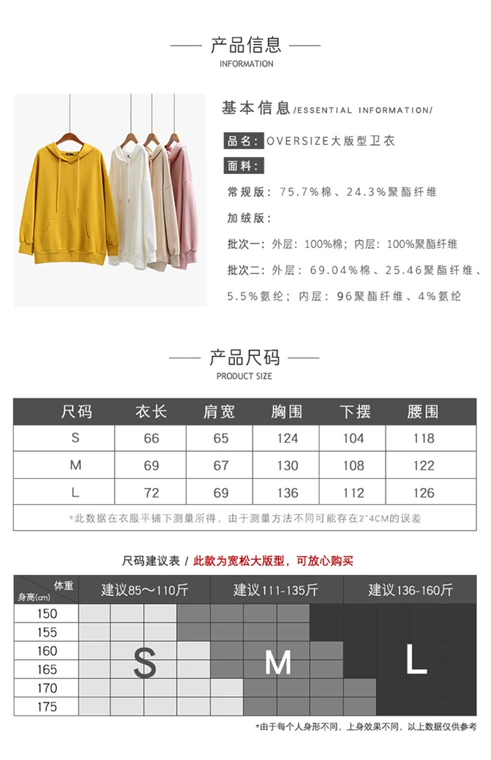 产品信息
INFORMATION
基本信息/ESSENTIAL INFORMATION/
品名：OVERSIZE大版型卫衣
面料：
常规版：75.7%棉、24.3%聚酯纤维
加绒版：
批次一：外层：100%棉；内层：100%聚酯纤维
批次二：外层：69.04%棉、25.46聚酯纤维、
5.5%氨纶；内层：96聚酯纤维、4%氨纶
产品尺码
PRODUCT SIZE
尺码 衣长 肩宽 胸围 下摆 腰围
S 66 65 124 104 118
M 69 67 130 108 122
L 72 69 136 112 126
*此数据在衣服平铺下测量所得，由于测量方法不同可能存在2~4CM的误差
尺码建议表 / 此款为宽松大版型，可放心购买
体重 建议85～110斤 建议111-135斤 建议136-160斤
身高(cm)
150
155
160
165
170
175
S M L
*由于每个人身形不同，上身效果不同，以上数据仅供参考